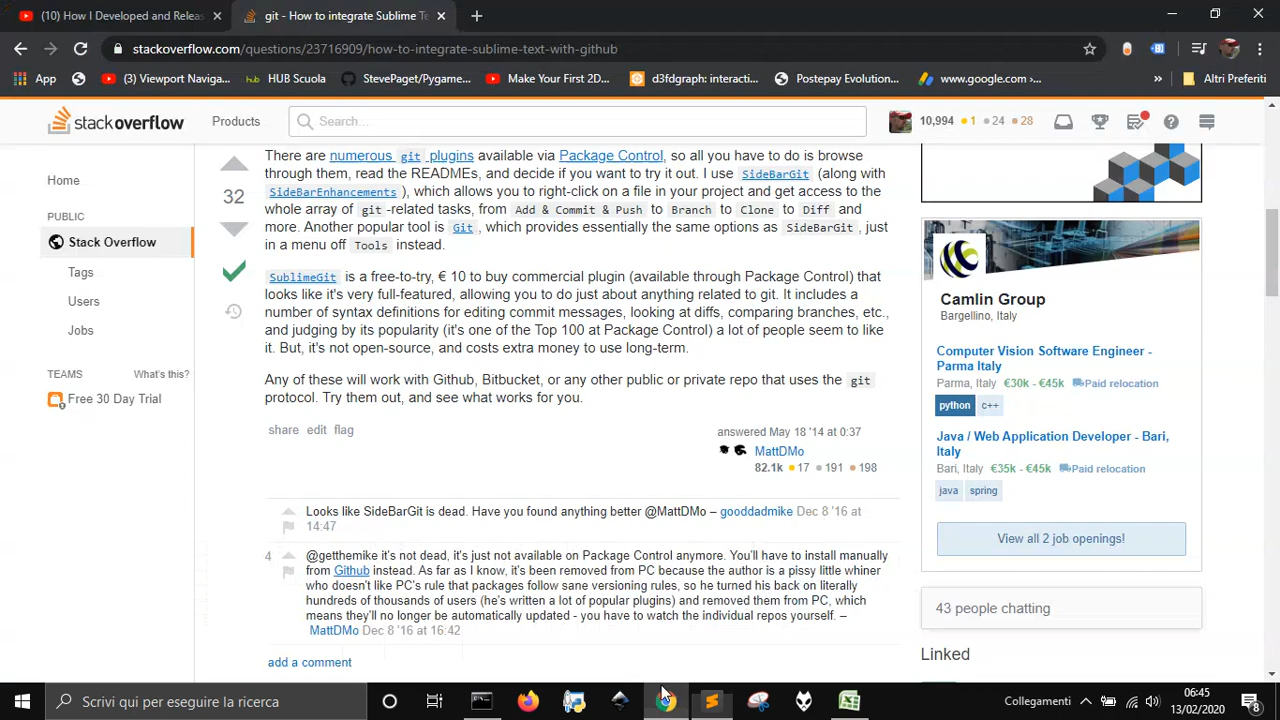 (10) How I Developed and Releas
git - How to integrate Sublime Te
stackoverflow.com/questions/23716909/how-to-integrate-sublime-text-with-github
App
(3) Viewport Naviga...
HUB Scuola
StevePaget/Pygame...
Make Your First 2D...
d3fdgraph: interacti...
Postepay Evolution...
www.google.com :...
»
Altri Preferiti
stackoverflow
Products
Search...
10,994 1 24 28
Home
PUBLIC
Stack Overflow
Tags
Users
Jobs
TEAMS What's this?
Free 30 Day Trial
32
There are numerous git plugins available via Package Control, so all you have to do is browse
through them, read the READMEs, and decide if you want to try it out. I use SideBarGit (along with
SideBarEnhancements ), which allows you to right-click on a file in your project and get access to the
whole array of git -related tasks, from Add & Commit & Push to Branch to Clone to Diff and
more. Another popular tool is Git, which provides essentially the same options as SideBarGit, just
in a menu off Tools instead.
SublimeGit is a free-to-try, € 10 to buy commercial plugin (available through Package Control) that
looks like it's very full-featured, allowing you to do just about anything related to git. It includes a
number of syntax definitions for editing commit messages, looking at diffs, comparing branches, etc.,
and judging by its popularity (it's one of the Top 100 at Package Control) a lot of people seem to like
it. But, it's not open-source, and costs extra money to use long-term.
Any of these will work with Github, Bitbucket, or any other public or private repo that uses the git
protocol. Try them out, and see what works for you.
share edit flag
answered May 18 '14 at 0:37
MattDMo
82.1k 17 191 198
Looks like SideBarGit is dead. Have you found anything better @MattDMo – gooddadmike Dec 8 '16 at
14:47
4
@getthemike it's not dead, it's just not available on Package Control anymore. You'll have to install manually
from Github instead. As far as I know, it's been removed from PC because the author is a pissy little whiner
who doesn't like PC's rule that packages follow sane versioning rules, so he turned his back on literally
hundreds of thousands of users (he's written a lot of popular plugins) and removed them from PC, which
means they'll no longer be automatically updated - you have to watch the individual repos yourself. –
MattDMo Dec 8 '16 at 16:42
add a comment
Camlin Group
Bargellino, Italy
Computer Vision Software Engineer -
Parma Italy
Parma, Italy €30k - €45k Paid relocation
python c++
Java / Web Application Developer - Bari,
Italy
Bari, Italy €35k - €45k Paid relocation
java spring
View all 2 job openings!
43 people chatting
Linked
Scrivi qui per eseguire la ricerca
Collegamenti
»
06:45
13/02/2020
8